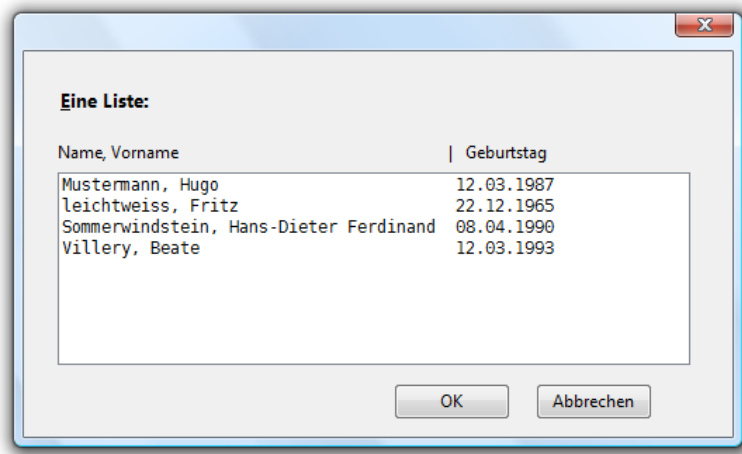 Eine Liste:
Name, Vorname | Geburtstag
Mustermann, Hugo 12.03.1987
leichtweiss, Fritz 22.12.1965
Sommerwindstein, Hans-Dieter Ferdinand 08.04.1990
Villery, Beate 12.03.1993
OK Abbrechen